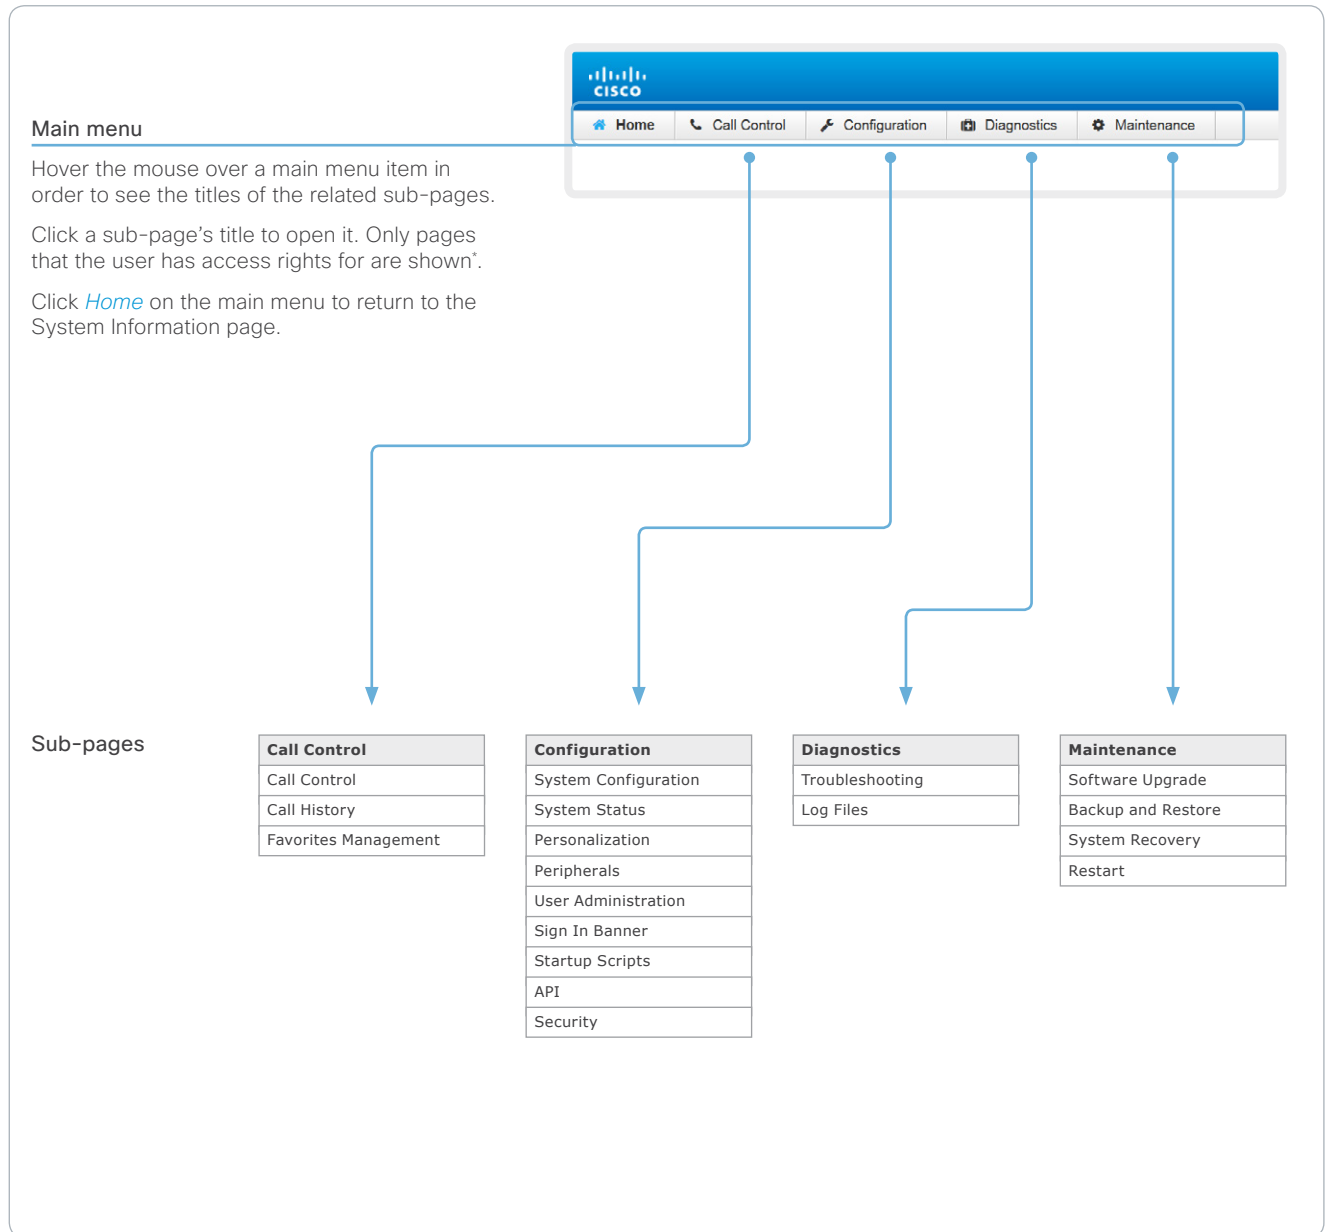 CISCO
Home Call Control Configuration Diagnostics Maintenance
Main menu
Hover the mouse over a main menu item in
order to see the titles of the related sub-pages.
Click a sub-page’s title to open it. Only pages
that the user has access rights for are shown*.
Click Home on the main menu to return to the
System Information page.
Sub-pages
Call Control
Call Control
Call History
Favorites Management
Configuration
System Configuration
System Status
Personalization
Peripherals
User Administration
Sign In Banner
Startup Scripts
API
Security
Diagnostics
Troubleshooting
Log Files
Maintenance
Software Upgrade
Backup and Restore
System Recovery
Restart